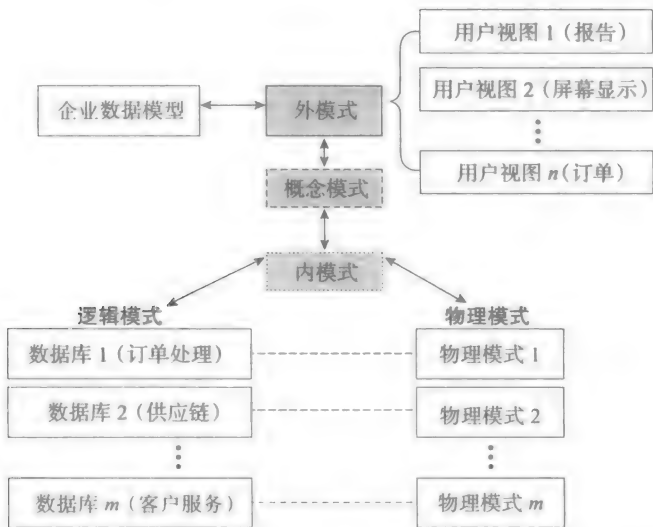 用户视图 1（报告）
企业数据模型
外模式
用户视图 2（屏幕显示）
用户视图 n（订单）
概念模式
内模式
逻辑模式
物理模式
数据库 1（订单处理）
物理模式 1
数据库 2（供应链）
物理模式 2
数据库 m（客户服务）
物理模式 m